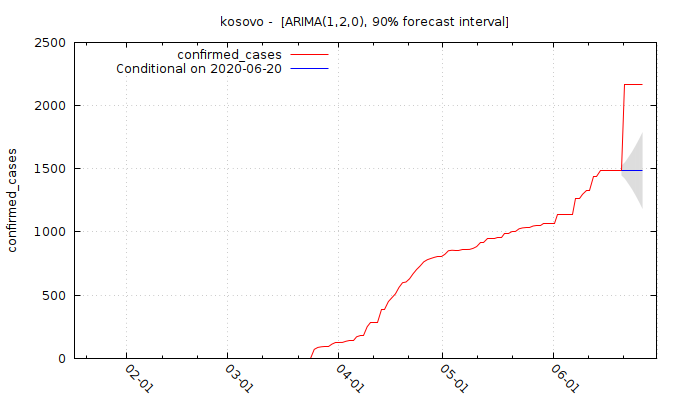 kosovo -  [ARIMA(1,2,0), 90% forecast interval]
confirmed_cases
Conditional on 2020-06-20
2500
2000
1500
1000
500
0
confirmed_cases
02-01
03-01
04-01
05-01
06-01